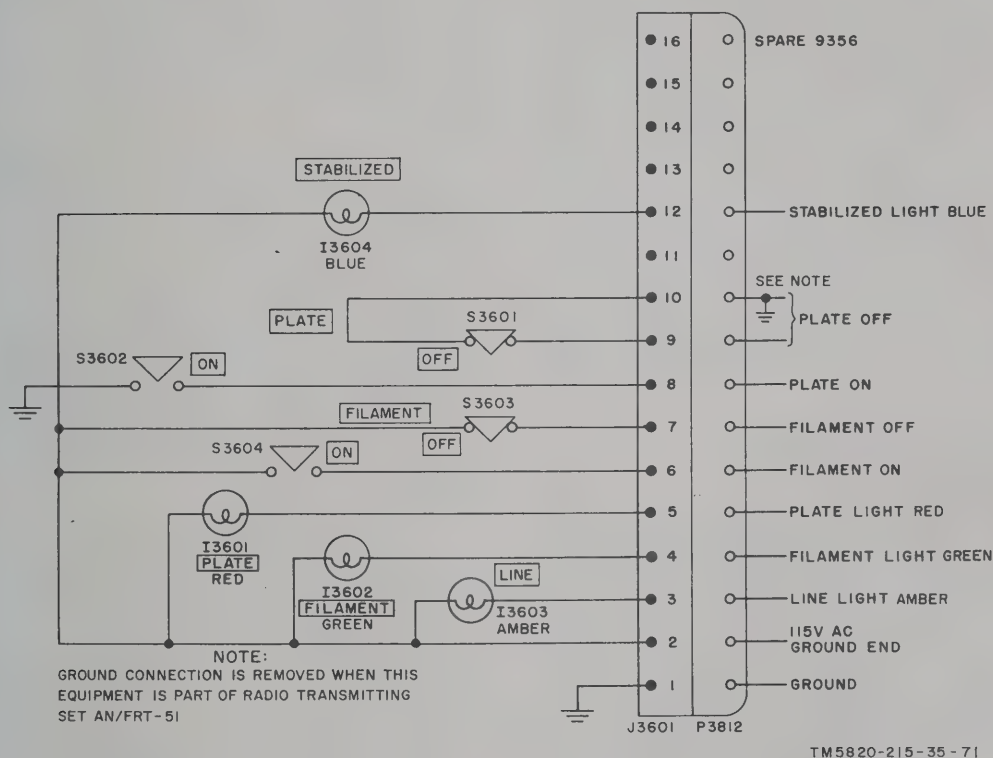 16 SPARE 9356
15
14
13
STABILIZED
12 STABILIZED LIGHT BLUE
I3604
BLUE
11
SEE NOTE
10
PLATE
S3601
PLATE OFF
9
OFF
S3602
ON
8 PLATE ON
FILAMENT
S3603
7 FILAMENT OFF
OFF
S3604
ON
6 FILAMENT ON
5 PLATE LIGHT RED
I3601
PLATE
RED
4 FILAMENT LIGHT GREEN
I3602
FILAMENT
GREEN
LINE
3 LINE LIGHT AMBER
I3603
AMBER
2 115V AC
GROUND END
NOTE:
GROUND CONNECTION IS REMOVED WHEN THIS
EQUIPMENT IS PART OF RADIO TRANSMITTING
SET AN/FRT-51
1 GROUND
J3601 P3812
TM5820-215-35-71